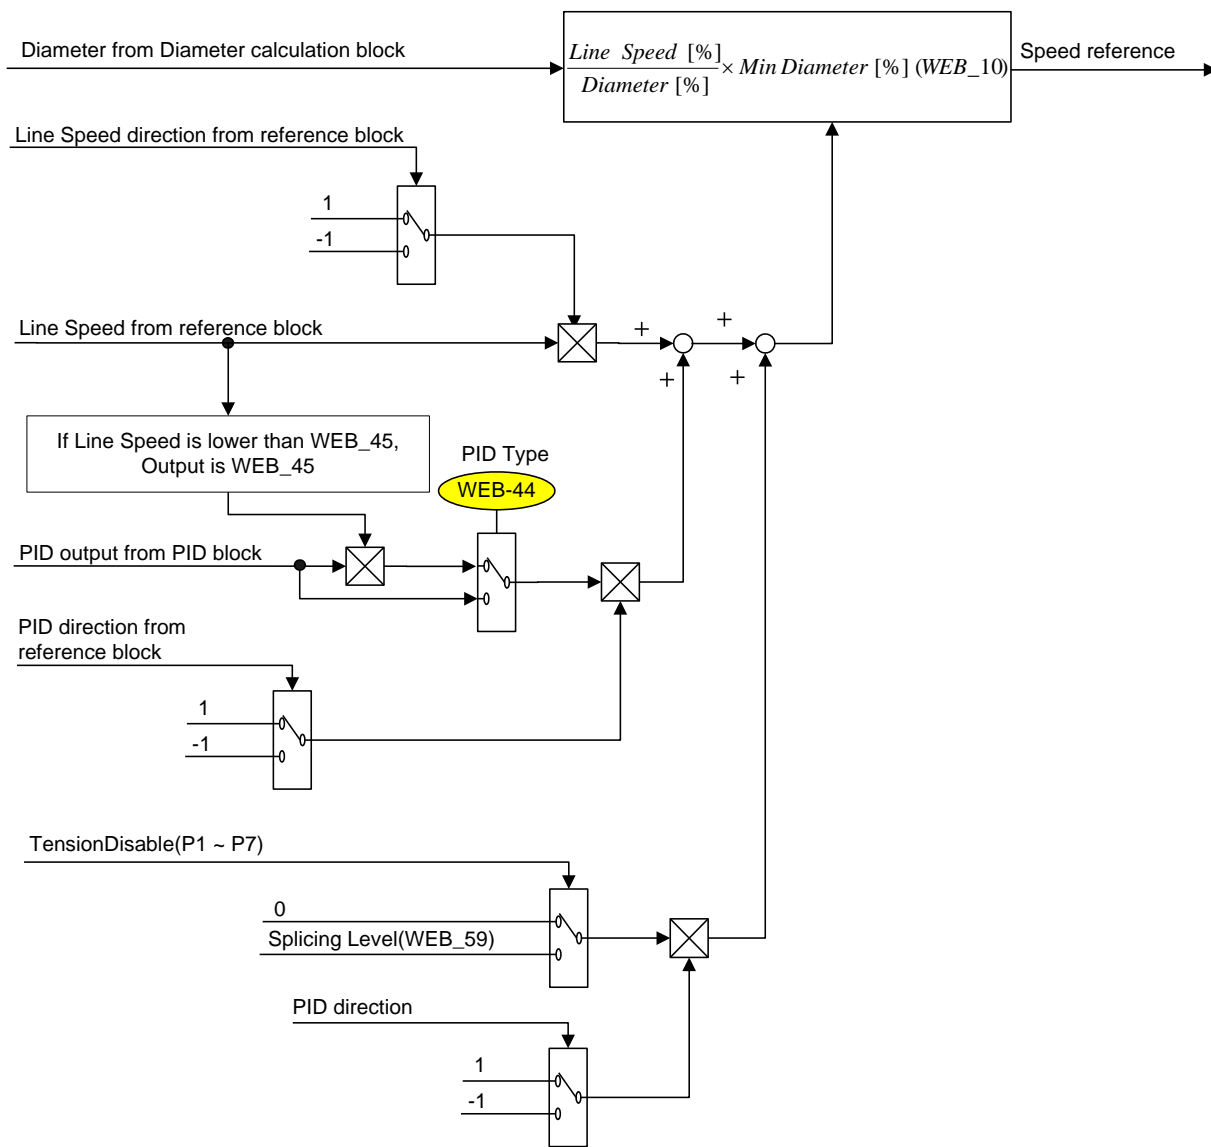 Diameter from Diameter calculation block
Line Speed [%]
Diameter [%]
× Min Diameter [%] (WEB_10)
Speed reference
Line Speed direction from reference block
1
-1
Line Speed from reference block
+
+
+
+
If Line Speed is lower than WEB_45,
Output is WEB_45
PID Type
WEB-44
PID output from PID block
PID direction from
reference block
1
-1
TensionDisable(P1 ~ P7)
0
Splicing Level(WEB_59)
PID direction
1
-1